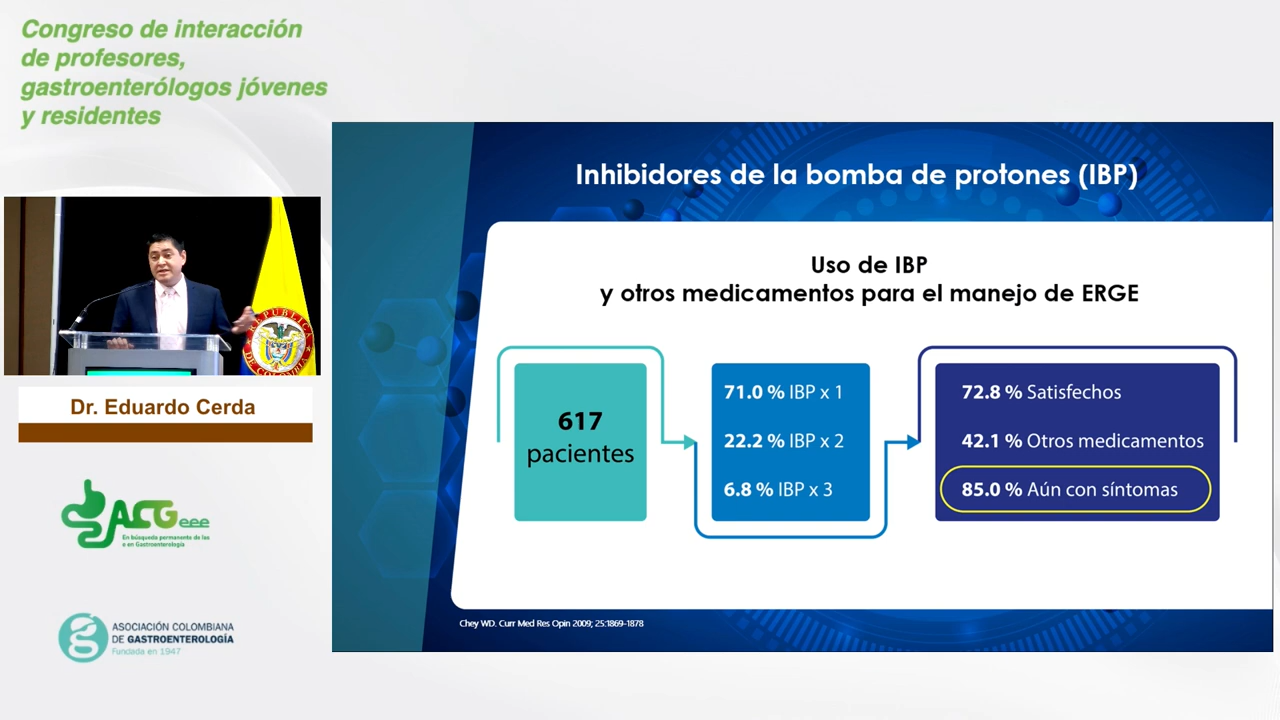 Congreso de interacción
de profesores,
gastroenterólogos jóvenes
y residentes
Inhibidores de la bomba de protones (IBP)
Uso de IBP
y otros medicamentos para el manejo de ERGE
617
pacientes
71.0 % IBP x 1
22.2 % IBP x 2
6.8 % IBP x 3
72.8 % Satisfechos
42.1 % Otros medicamentos
85.0 % Aún con síntomas
Chey WD. Curr Med Res Opin 2009; 25:1869-1878
REPÚBLICA
DE COLOMBIA
Dr. Eduardo Cerda
ACGeee
En búsqueda permanente de las
e en Gastroenterología
ASOCIACIÓN COLOMBIANA
DE GASTROENTEROLOGÍA
Fundada en 1947